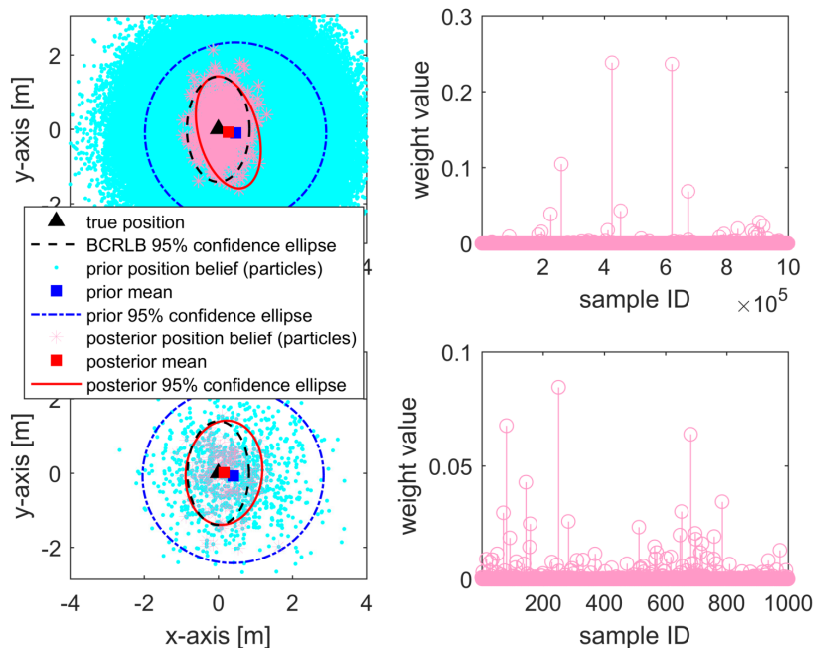 2
0
-2
y-axis [m]
4
true position
BCRLB 95% confidence ellipse
prior position belief (particles)
prior mean
prior 95% confidence ellipse
posterior position belief (particles)
posterior mean
posterior 95% confidence ellipse
2
0
-2
y-axis [m]
-4 -2 0 2 4
x-axis [m]
0.3
0.2
0.1
0
weight value
2 4 6 8 10
sample ID
×10^5
0.1
0.05
0
weight value
200 400 600 800 1000
sample ID